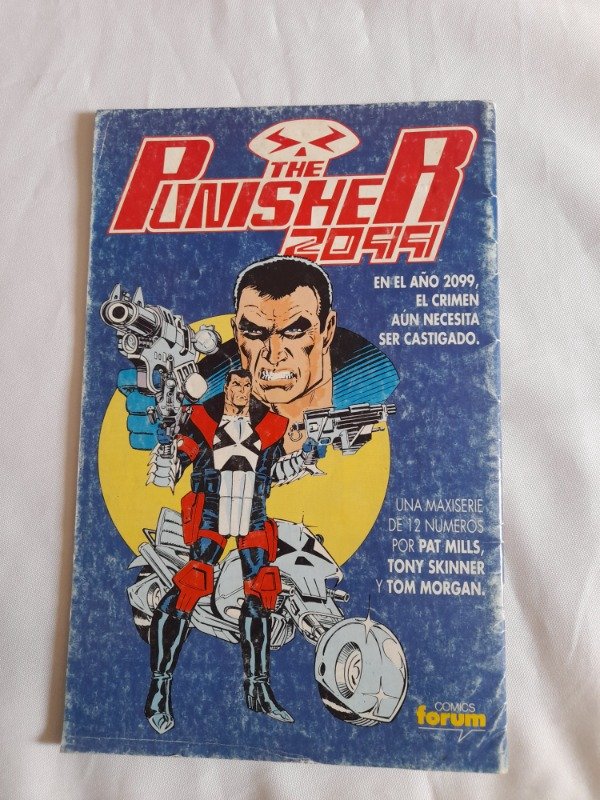 THE
PUNISHER
2099
EN EL AÑO 2099,
EL CRIMEN
AÚN NECESITA
SER CASTIGADO.
UNA MAXISERIE
DE 12 NÚMEROS
POR PAT MILLS,
TONY SKINNER
Y TOM MORGAN.
COMICS
forum